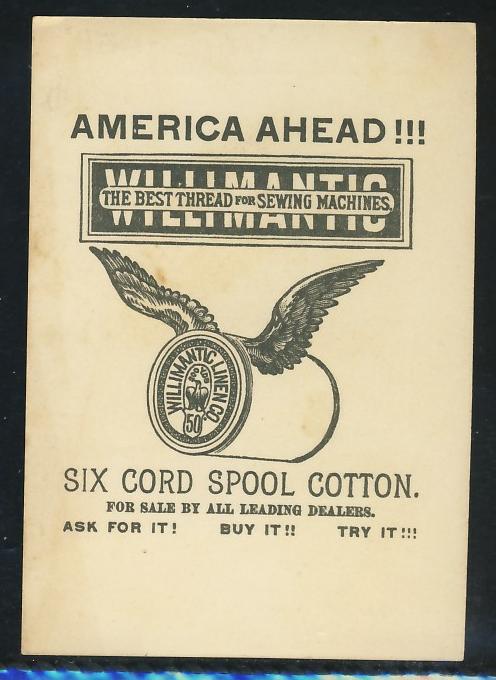 AMERICA AHEAD!!!
WILLIMANTIC
THE BEST THREAD FOR SEWING MACHINES.
WILLIMANTIC LINEN CO.
50
SIX CORD SPOOL COTTON.
FOR SALE BY ALL LEADING DEALERS.
ASK FOR IT! BUY IT!! TRY IT!!!